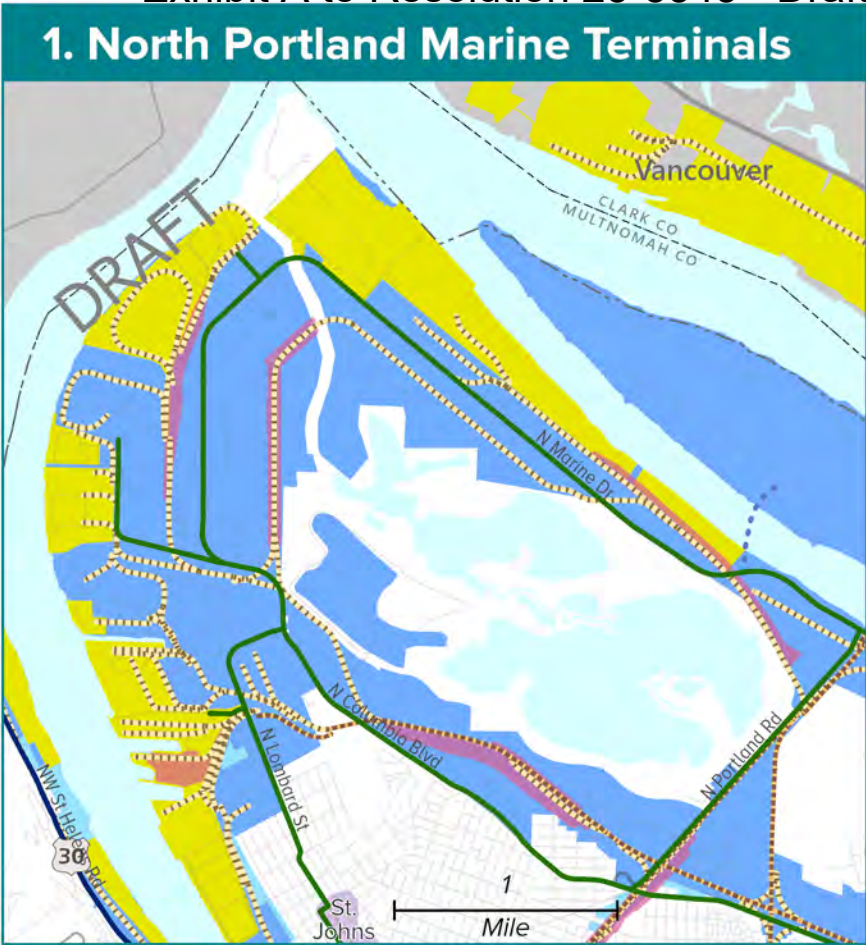 1. North Portland Marine Terminals
Vancouver
CLARK CO
MULTNOMAH CO
DRAFT
N Marine Dr
N Columbia Blvd
N Portland Rd
N Lombard St
NW St Helens Rd
30
St.
Johns
1
Mile